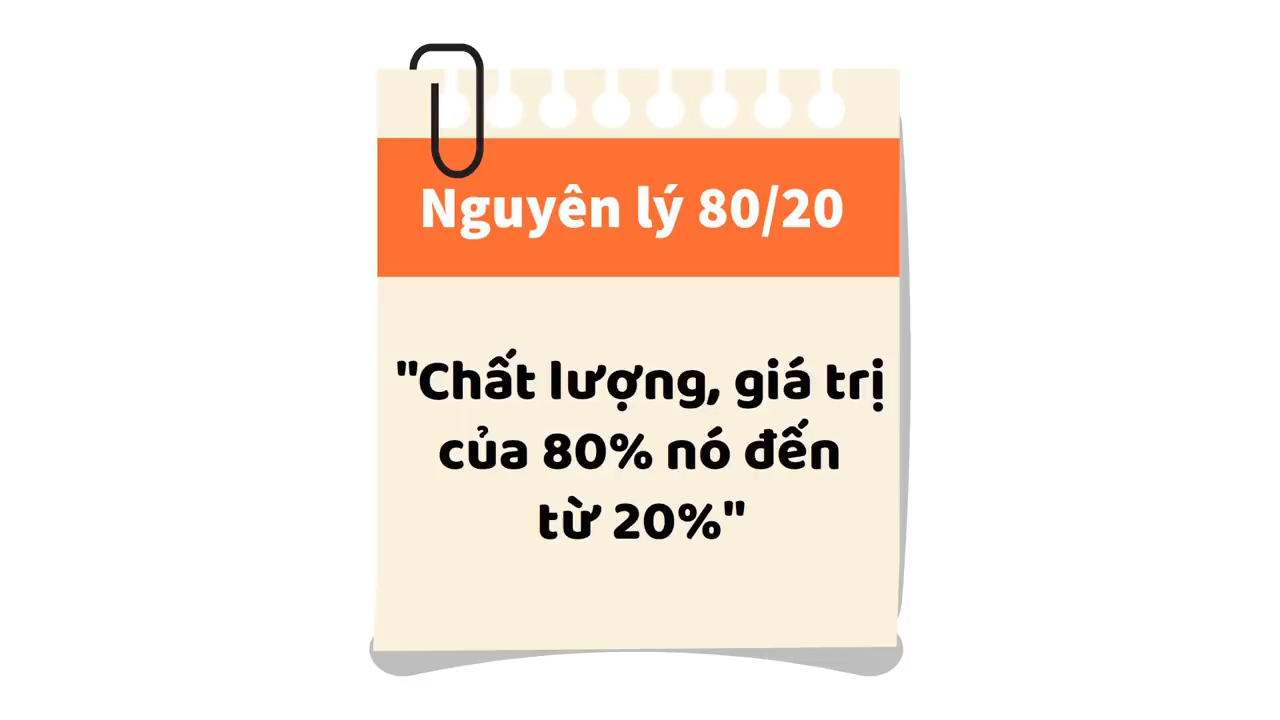 Nguyên lý 80/20
"Chất lượng, giá trị
của 80% nó đến
từ 20%"